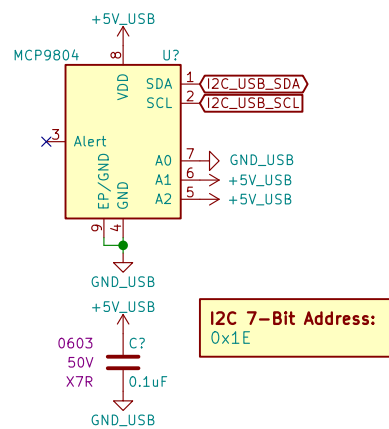 +5V_USB
MCP9804
U?
8
VDD
SDA
1
I2C_USB_SDA
SCL
2
I2C_USB_SCL
3
Alert
A0
7
GND_USB
A1
6
+5V_USB
A2
5
+5V_USB
EP/GND
GND
9
4
GND_USB
+5V_USB
0603
C?
50V
X7R
0.1uF
GND_USB
I2C 7-Bit Address:
0x1E